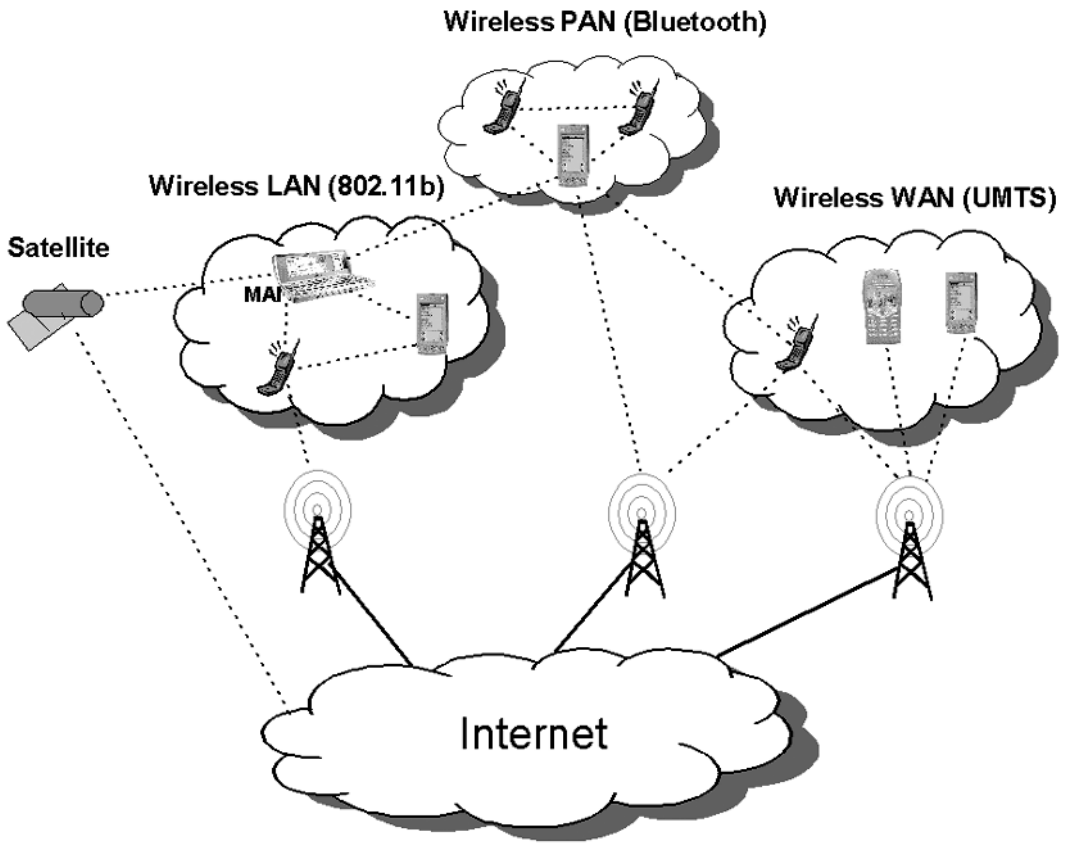 Wireless PAN (Bluetooth)
Wireless LAN (802.11b)
Wireless WAN (UMTS)
Satellite
Internet